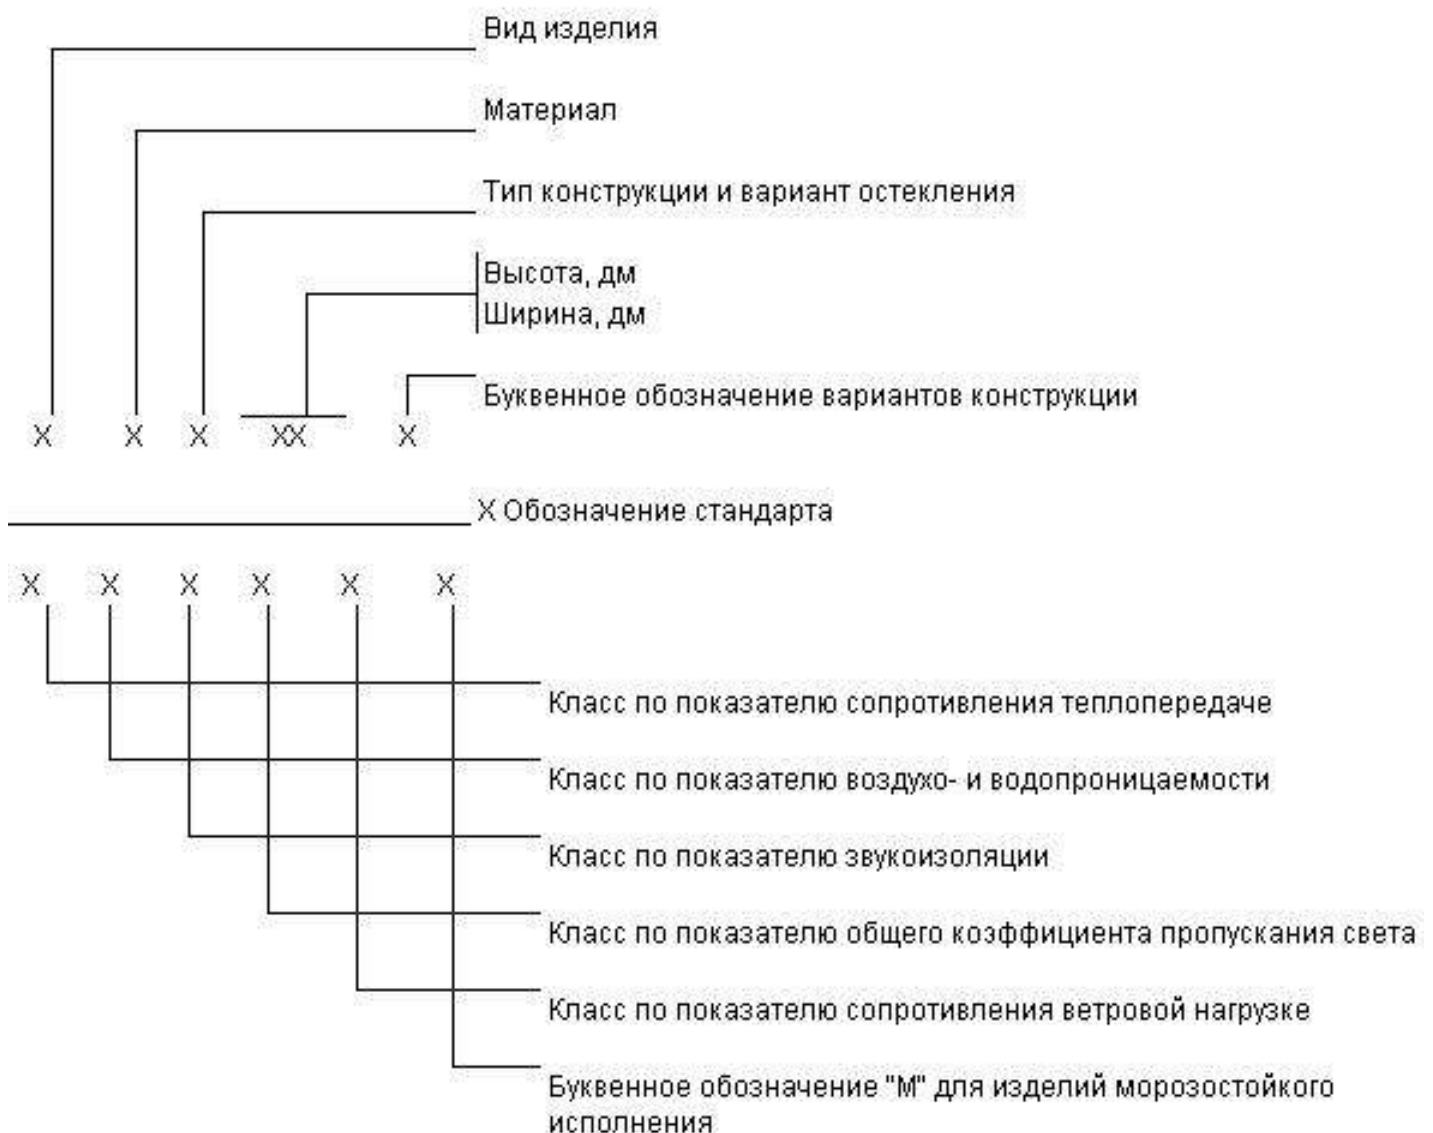 Вид изделия
Материал
Тип конструкции и вариант остекления
Высота, дм
Ширина, дм
Буквенное обозначение вариантов конструкции
X X X XX X
X Обозначение стандарта
X X X X X X
Класс по показателю сопротивления теплопередаче
Класс по показателю воздухо- и водопроницаемости
Класс по показателю звукоизоляции
Класс по показателю общего коэффициента пропускания света
Класс по показателю сопротивления ветровой нагрузке
Буквенное обозначение "М" для изделий морозостойкого
исполнения